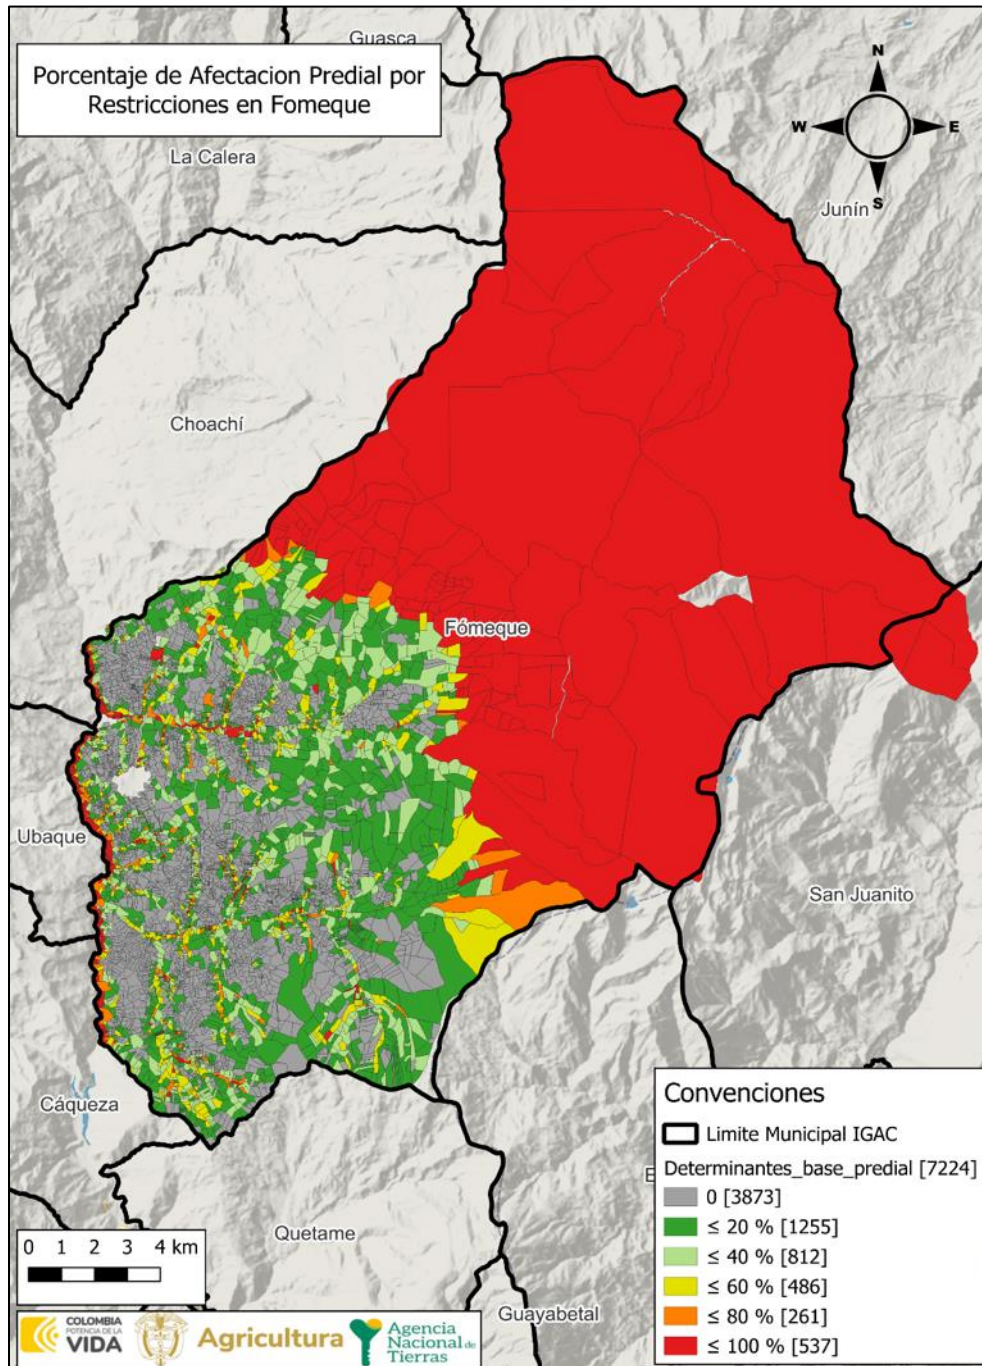 Guasca
Porcentaje de Afectacion Predial por
Restricciones en Fomeque
N
W
E
S
La Calera
Junín
Choachí
Fómeque
Ubaque
San Juanito
Cáqueza
Quetame
Guayabetal
0 1 2 3 4 km
Convenciones
Limite Municipal IGAC
Determinantes_base_predial [7224]
0 [3873]
≤ 20 % [1255]
≤ 40 % [812]
≤ 60 % [486]
≤ 80 % [261]
≤ 100 % [537]
COLOMBIA
POTENCIA DE LA
VIDA
Agricultura
Agencia
Nacional de
Tierras